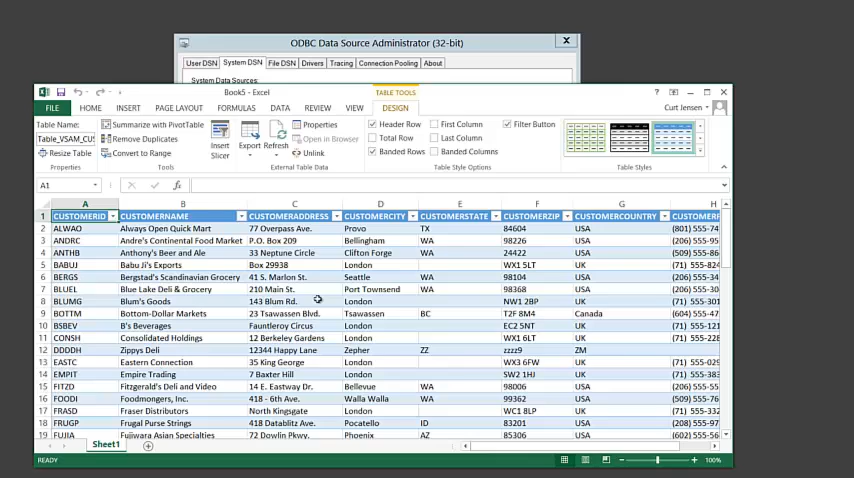 ODBC Data Source Administrator (32-bit)
User DSN System DSN File DSN Drivers Tracing Connection Pooling About
System Data Sources:
Book5 - Excel TABLE TOOLS
FILE HOME INSERT PAGE LAYOUT FORMULAS DATA REVIEW VIEW DESIGN Curt Jensen
Table Name: Summarize with PivotTable Properties Header Row First Column Filter Button
Table_VSAM_CUS Remove Duplicates Insert Slicer Export Refresh Open in Browser Total Row Last Column
Resize Table Convert to Range Unlink Banded Rows Banded Columns
Properties Tools External Table Data Table Style Options Table Styles
A1 fx
A B C D E F G H
1 CUSTOMERID CUSTOMERNAME CUSTOMERADDRESS CUSTOMERCITY CUSTOMERSTATE CUSTOMERZIP CUSTOMERCOUNTRY
2 ALWAO Always Open Quick Mart 77 Overpass Ave. Provo TX 84604 USA (801) 555-74
3 ANDRC Andre's Continental Food Market P.O. Box 209 Bellingham WA 98226 USA (206) 555-95
4 ANTHB Anthony's Beer and Ale 33 Neptune Circle Clifton Forge WA 24422 USA (509) 555-86
5 BABUJ Babu Ji's Exports Box 29938 London WX1 5LT UK (71) 555-824
6 BERGS Bergstad's Scandinavian Grocery 41 S. Marlon St. Seattle WA 98104 USA (206) 555-35
7 BLUEL Blue Lake Deli & Grocery 210 Main St. Port Townsend WA 98368 USA (206) 555-30
8 BLUMG Blum's Goods 143 Blum Rd. London NW1 2BP UK (71) 555-301
9 BOTTM Bottom-Dollar Markets 23 Tsawassen Blvd. Tsawassen BC T2F 8M4 Canada (604) 555-47
10 BSBEV B's Beverages Fauntleroy Circus London EC2 5NT UK (71) 555-121
11 CONSH Consolidated Holdings 12 Berkeley Gardens London WX1 6LT UK (71) 555-228
12 DDDDH Zippys Deli 12344 Happy Lane Zepher ZZ zzzz9 ZM
13 EASTC Eastern Connection 35 King George London WX3 6FW UK (71) 555-029
14 EMPIT Empire Trading 7 Baxter Hill London SW2 1HJ UK (71) 555-383
15 FITZD Fitzgerald's Deli and Video 14 E. Eastway Dr. Bellevue WA 98006 USA (206) 555-55
16 FOODI Foodmongers, Inc. 418 - 6th Ave. Walla Walla WA 99362 USA (509) 555-76
17 FRASD Fraser Distributors North Kingsgate London WC1 8LP UK (71) 555-332
18 FRUGP Frugal Purse Strings 418 Datablitz Ave. Pocatello ID 83201 USA (208) 555-97
19 FUJIA Fujiwara Asian Specialties 72 Dowlin Pkwy. Phoenix AZ 85306 USA (602) 555-56
Sheet1
READY 100%